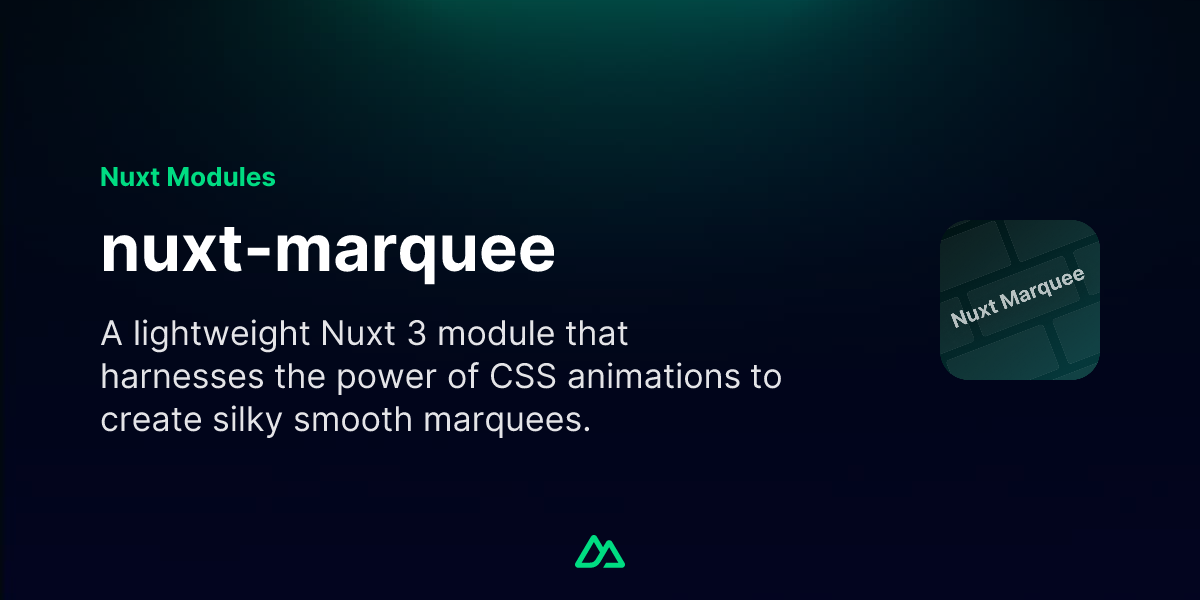 Nuxt Modules
nuxt-marquee
A lightweight Nuxt 3 module that
harnesses the power of CSS animations to
create silky smooth marquees.
Nuxt Marquee